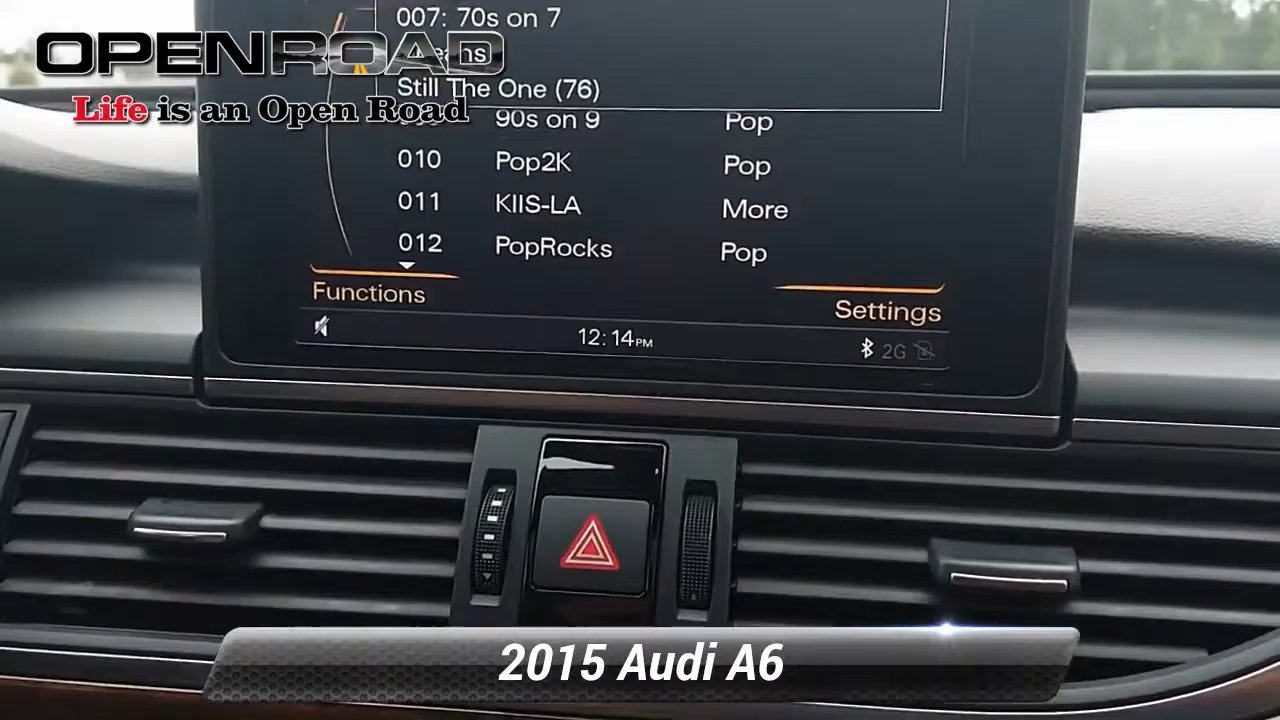 007: 70s on 7
OPENROAD
Still The One (76)
Life is an Open Road
90s on 9 Pop
010 Pop2K Pop
011 KIIS-LA More
012 PopRocks Pop
Functions
Settings
12:14PM
2G
2015 Audi A6